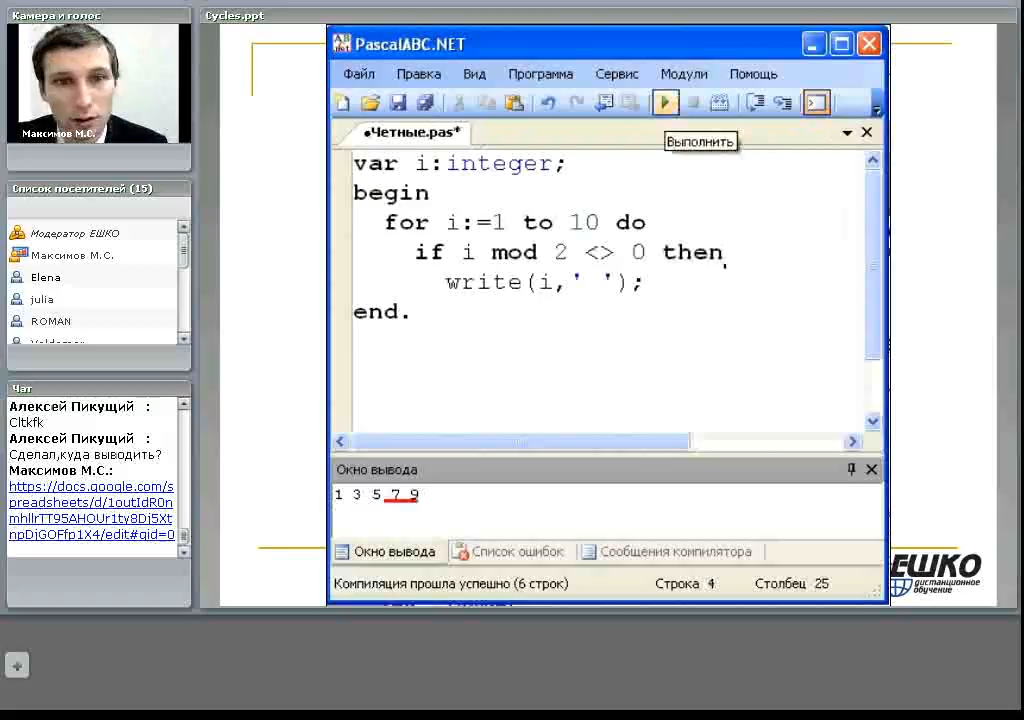 Камера и голос
Максимов М.С.
Список посетителей (15)
Модератор ЕШКО
Максимов М.С.
Elena
julia
ROMAN
Чат
Алексей Пикущий :
Cltkfk
Алексей Пикущий :
Сделал,куда выводить?
Максимов М.С.:
https://docs.google.com/s
preadsheets/d/1outIdR0n
mhllrTT95AHOUr1ty8Dj5Xt
npDjGOFfp1X4/edit#gid=0
Cycles.ppt
PascalABC.NET
Файл Правка Вид Программа Сервис Модули Помощь
•Четные.pas*
Выполнить
var i:integer;
begin
for i:=1 to 10 do
if i mod 2 <> 0 then
write(i,' ');
end.
Окно вывода
1 3 5 7 9
Окно вывода Список ошибок Сообщения компилятора
Компиляция прошла успешно (6 строк) Строка 4 Столбец 25
ЕШКО
дистанционное
обучение